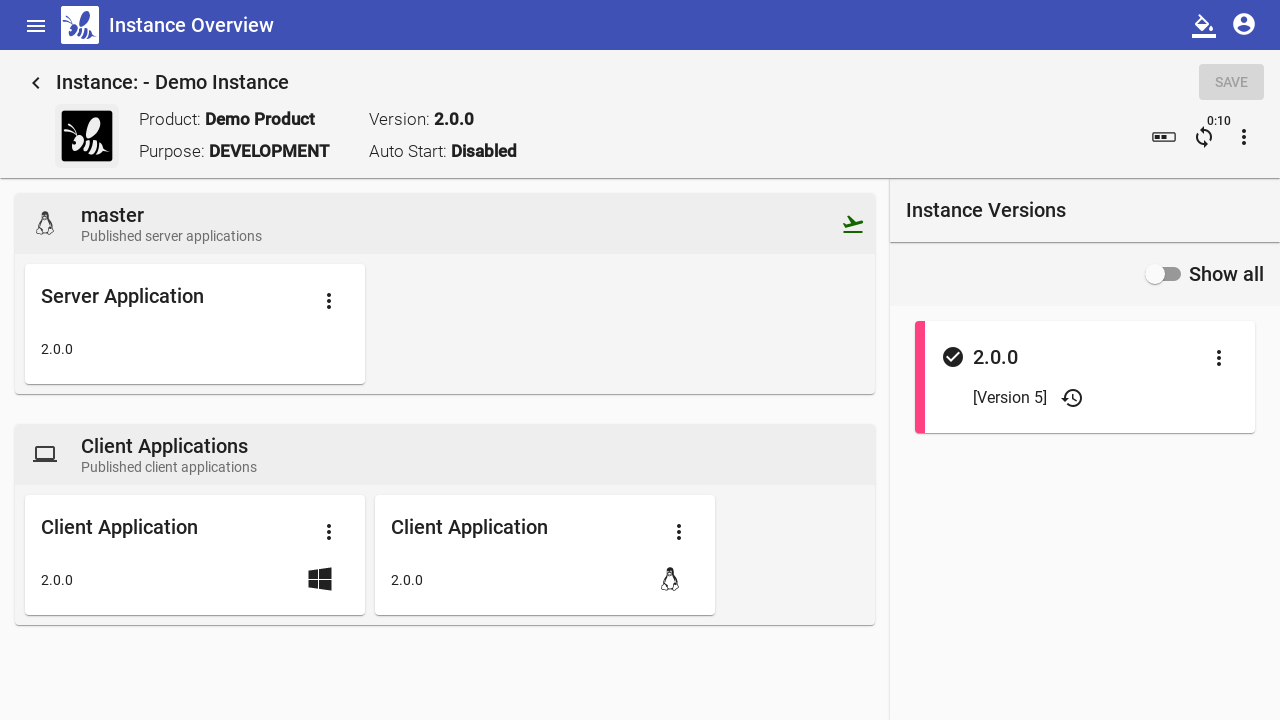 Instance Overview
Instance: - Demo Instance
SAVE
Product: Demo Product
Version: 2.0.0
Purpose: DEVELOPMENT
Auto Start: Disabled
0:10
master
Published server applications
Server Application
2.0.0
Client Applications
Published client applications
Client Application
2.0.0
Client Application
2.0.0
Instance Versions
Show all
2.0.0
[Version 5]